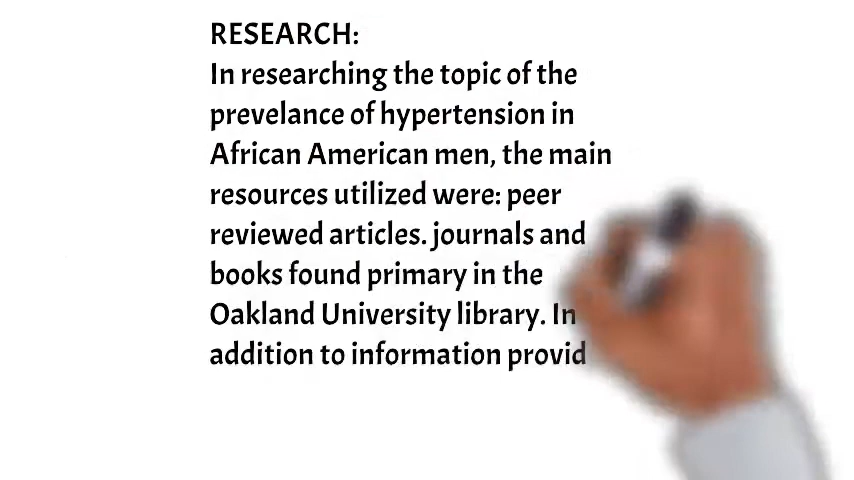 RESEARCH:
In researching the topic of the
prevelance of hypertension in
African American men, the main
resources utilized were: peer
reviewed articles. journals and
books found primary in the
Oakland University library. In
addition to information provid